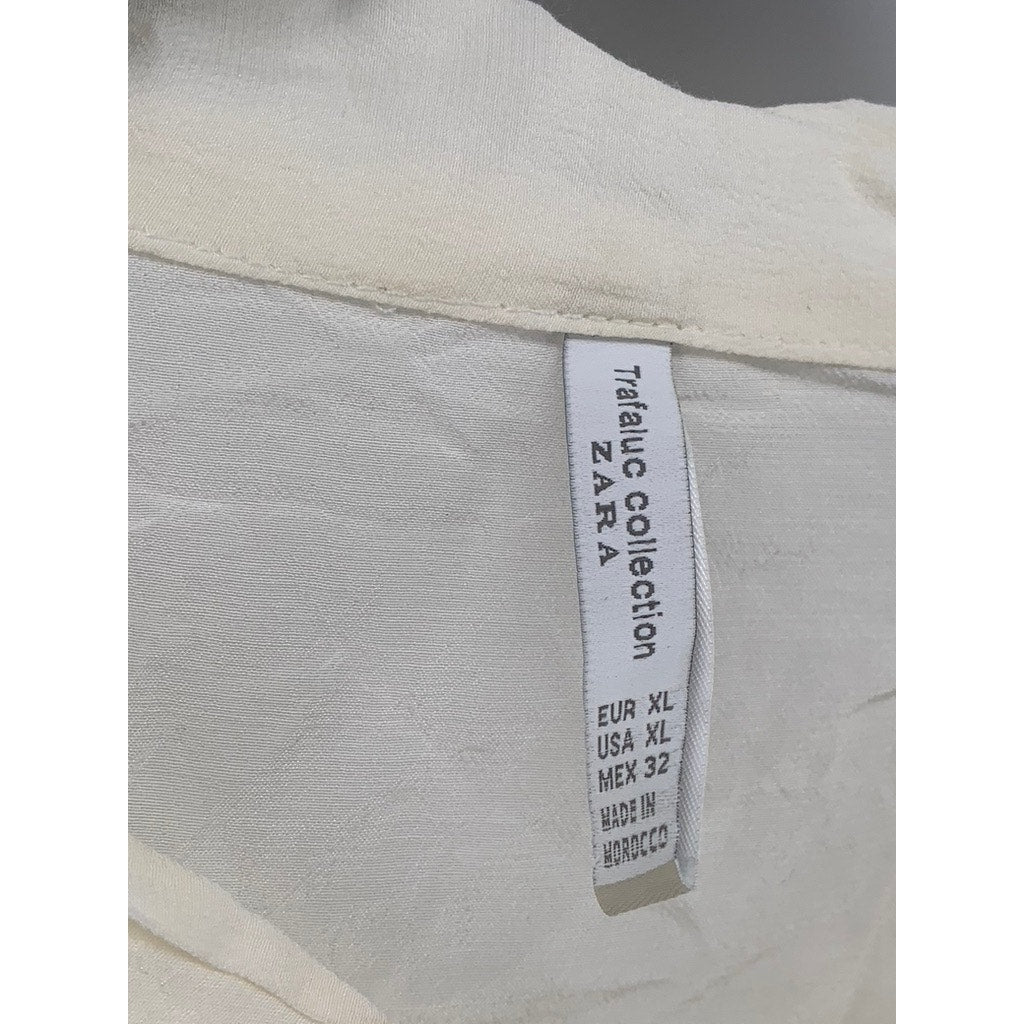 Trafaluc collection
ZARA
EUR XL
USA XL
MEX 32
MADE IN
MOROCCO